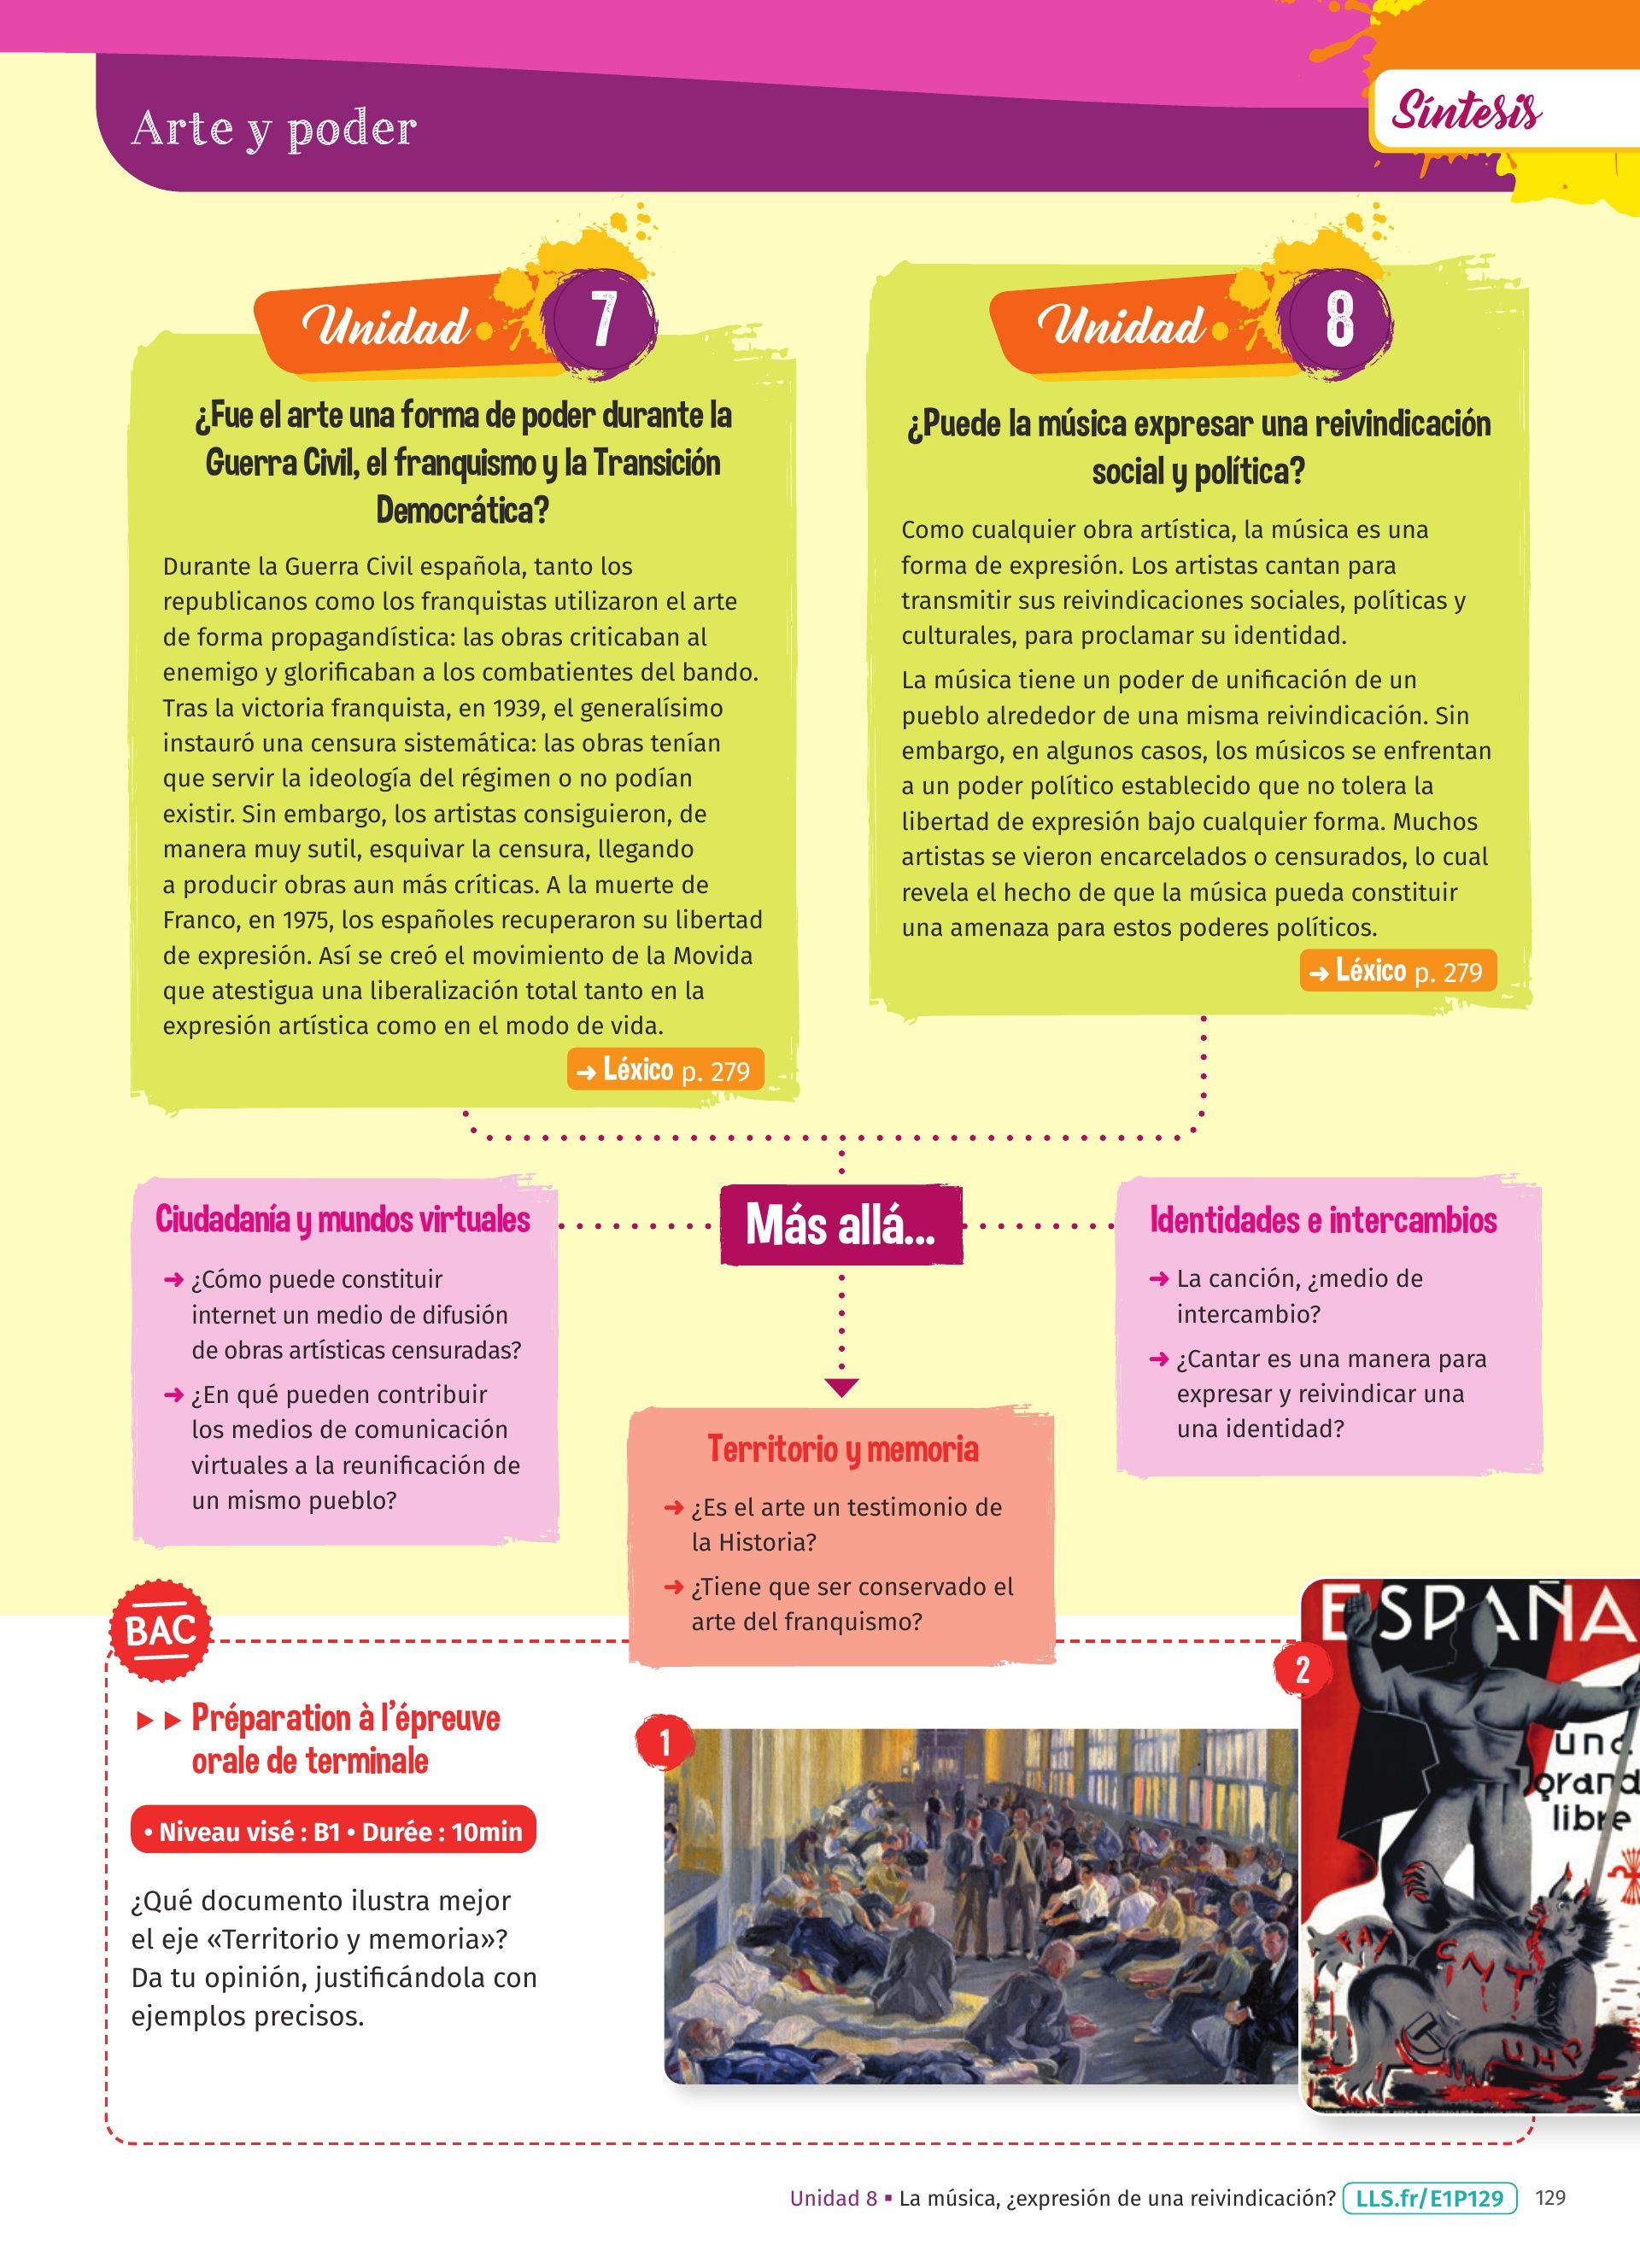 Arte y poder
Síntesis
Unidad 7
¿Fue el arte una forma de poder durante la
Guerra Civil, el franquismo y la Transición
Democrática?
Durante la Guerra Civil española, tanto los
republicanos como los franquistas utilizaron el arte
de forma propagandística: las obras criticaban al
enemigo y glorificaban a los combatientes del bando.
Tras la victoria franquista, en 1939, el generalísimo
instauró una censura sistemática: las obras tenían
que servir la ideología del régimen o no podían
existir. Sin embargo, los artistas consiguieron, de
manera muy sutil, esquivar la censura, llegando
a producir obras aun más críticas. A la muerte de
Franco, en 1975, los españoles recuperaron su libertad
de expresión. Así se creó el movimiento de la Movida
que atestigua una liberalización total tanto en la
expresión artística como en el modo de vida.
➜ Léxico p. 279
Unidad 8
¿Puede la música expresar una reivindicación
social y política?
Como cualquier obra artística, la música es una
forma de expresión. Los artistas cantan para
transmitir sus reivindicaciones sociales, políticas y
culturales, para proclamar su identidad.
La música tiene un poder de unificación de un
pueblo alrededor de una misma reivindicación. Sin
embargo, en algunos casos, los músicos se enfrentan
a un poder político establecido que no tolera la
libertad de expresión bajo cualquier forma. Muchos
artistas se vieron encarcelados o censurados, lo cual
revela el hecho de que la música pueda constituir
una amenaza para estos poderes políticos.
➜ Léxico p. 279
Más allá...
Ciudadanía y mundos virtuales
➜ ¿Cómo puede constituir
internet un medio de difusión
de obras artísticas censuradas?
➜ ¿En qué pueden contribuir
los medios de comunicación
virtuales a la reunificación de
un mismo pueblo?
Territorio y memoria
➜ ¿Es el arte un testimonio de
la Historia?
➜ ¿Tiene que ser conservado el
arte del franquismo?
Identidades e intercambios
➜ La canción, ¿medio de
intercambio?
➜ ¿Cantar es una manera para
expresar y reivindicar una
una identidad?
BAC
Préparation à l'épreuve
orale de terminale
• Niveau visé : B1 • Durée : 10min
¿Qué documento ilustra mejor
el eje «Territorio y memoria»?
Da tu opinión, justificándola con
ejemplos precisos.
1
2
ESPAÑA
una
grand
libre
FAI
CNT
UHP
Unidad 8 ▪ La música, ¿expresión de una reivindicación? LLS.fr/E1P129 129